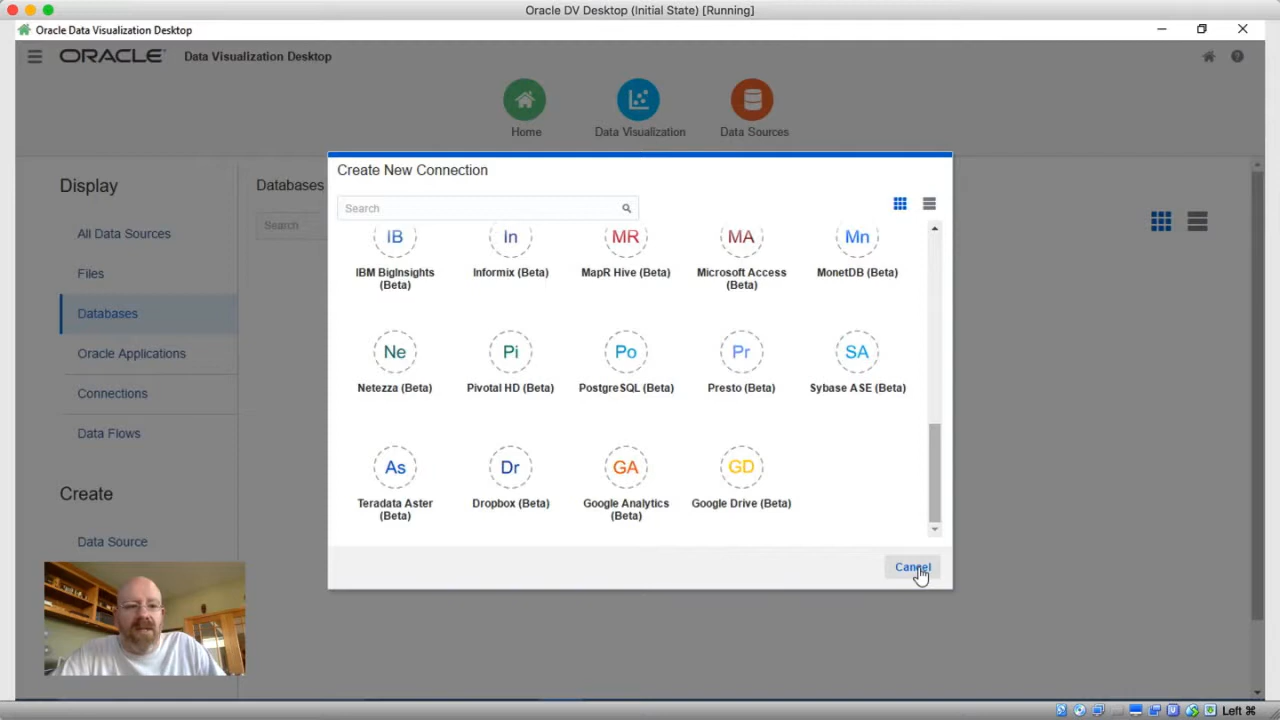 Oracle DV Desktop (Initial State) [Running]
Oracle Data Visualization Desktop
ORACLE Data Visualization Desktop
Home
Data Visualization
Data Sources
Display
All Data Sources
Files
Databases
Oracle Applications
Connections
Data Flows
Create
Data Source
Databases
Search
Create New Connection
Search
IB
IBM BigInsights
(Beta)
In
Informix (Beta)
MR
MapR Hive (Beta)
MA
Microsoft Access
(Beta)
Mn
MonetDB (Beta)
Ne
Netezza (Beta)
Pi
Pivotal HD (Beta)
Po
PostgreSQL (Beta)
Pr
Presto (Beta)
SA
Sybase ASE (Beta)
As
Teradata Aster
(Beta)
Dr
Dropbox (Beta)
GA
Google Analytics
(Beta)
GD
Google Drive (Beta)
Cancel
Left ⌘